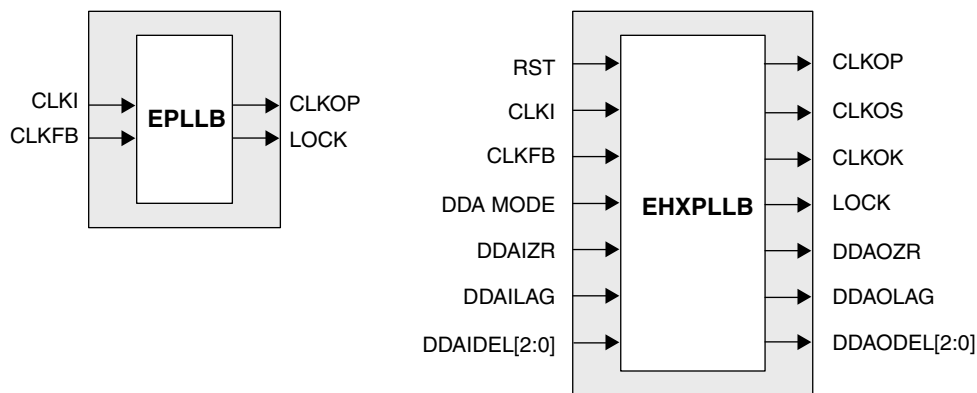 CLKI
CLKFB
EPLLB
CLKOP
LOCK
RST
CLKI
CLKFB
DDA MODE
DDAIZR
DDAILAG
DDAIDEL[2:0]
EHXPLLB
CLKOP
CLKOS
CLKOK
LOCK
DDAOZR
DDAOLAG
DDAODEL[2:0]